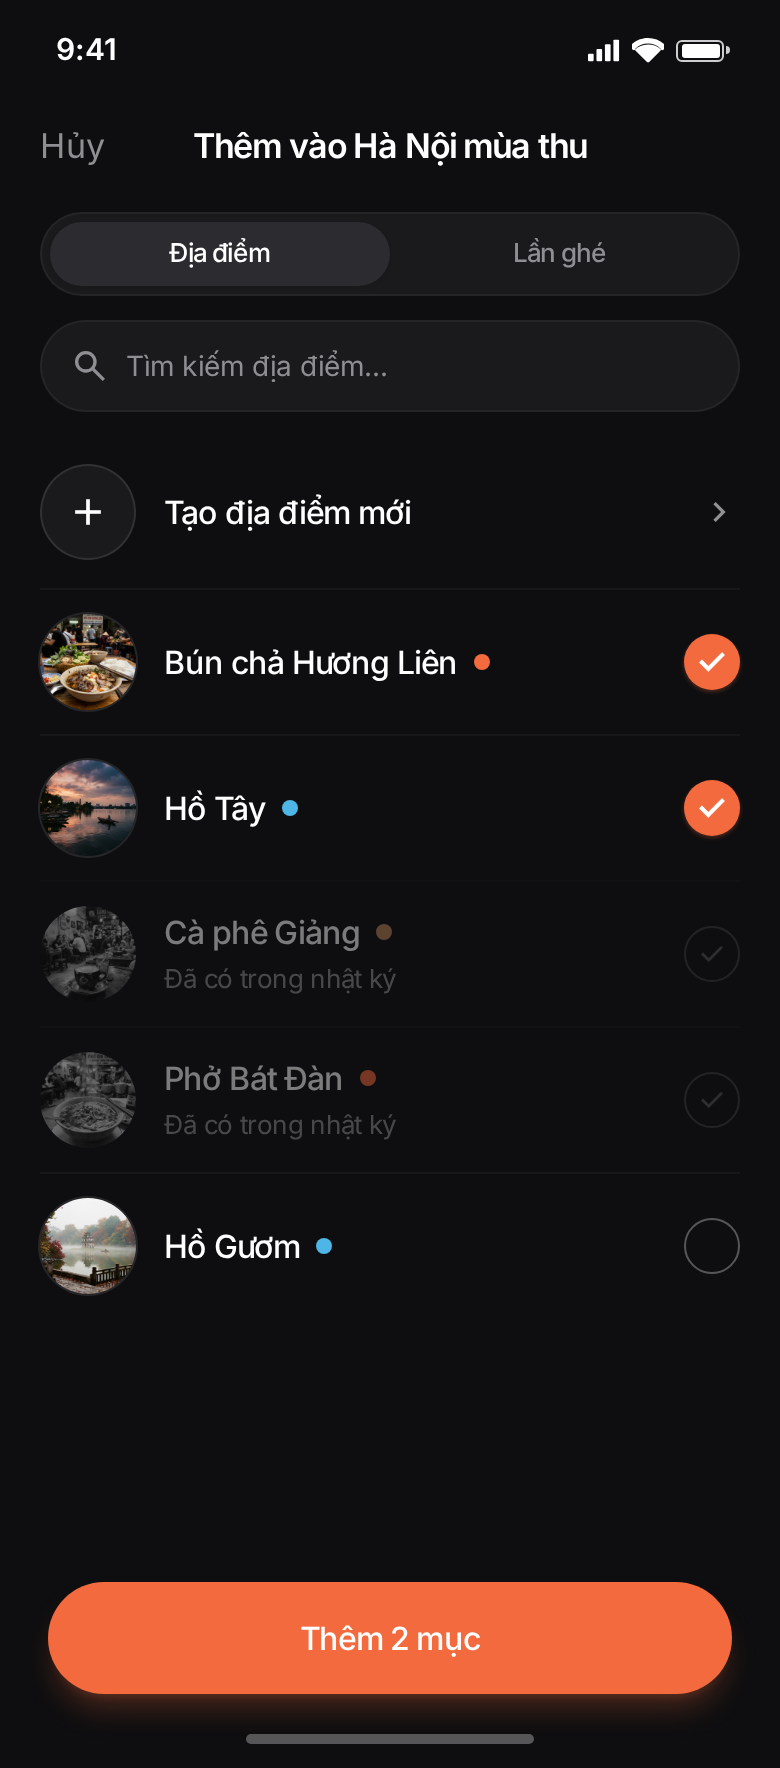 9:41
Hủy
Thêm vào Hà Nội mùa thu
Địa điểm
Lần ghé
Tìm kiếm địa điểm...
Tạo địa điểm mới
Bún chả Hương Liên
Hồ Tây
Cà phê Giảng
Đã có trong nhật ký
Phở Bát Đàn
Đã có trong nhật ký
Hồ Gươm
Thêm 2 mục